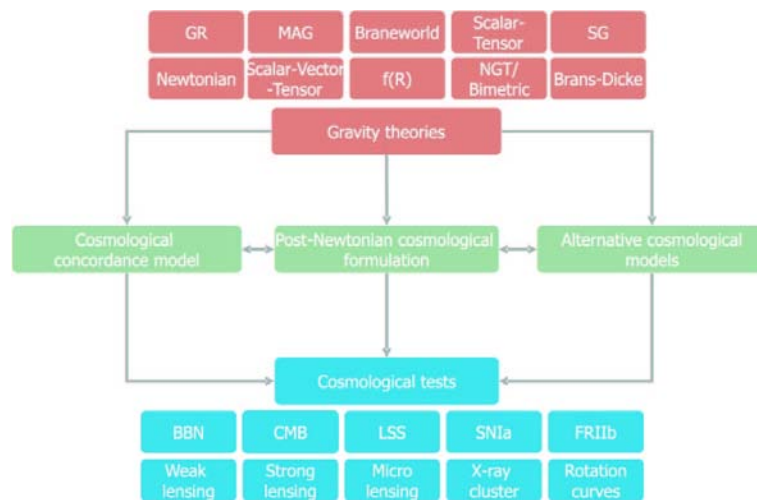 GR MAG Braneworld Scalar- SG
Tensor
Newtonian Scalar-Vector f(R) NGT/ Brans-Dicke
-Tensor Bimetric
Gravity theories
Cosmological Post-Newtonian cosmological Alternative cosmological
concordance model formulation models
Cosmological tests
BBN CMB LSS SNIa FRIIb
Weak Strong Micro X-ray Rotation
lensing lensing lensing cluster curves